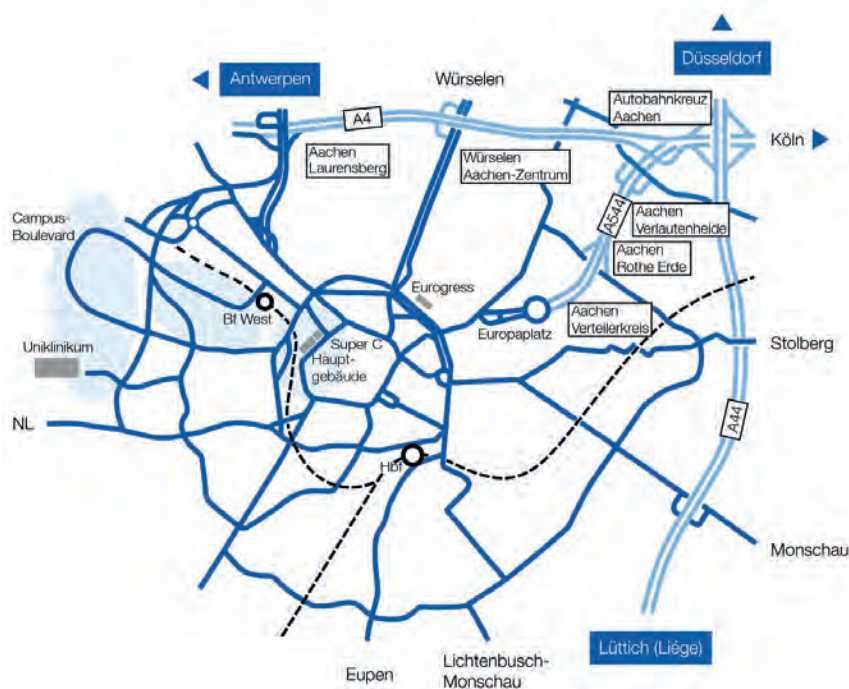 Düsseldorf
Antwerpen
Würselen
Autobahnkreuz
Aachen
A4
Köln
Aachen
Laurensberg
Würselen
Aachen-Zentrum
A544
Aachen
Verlautenheide
Campus-
Boulevard
Aachen
Rothe Erde
Eurogress
Bf West
Europaplatz
Aachen
Verteilerkreis
Super C
Haupt-
gebäude
Stolberg
Uniklinikum
NL
A44
Hbf
Monschau
Lüttich (Liége)
Eupen
Lichtenbusch-
Monschau